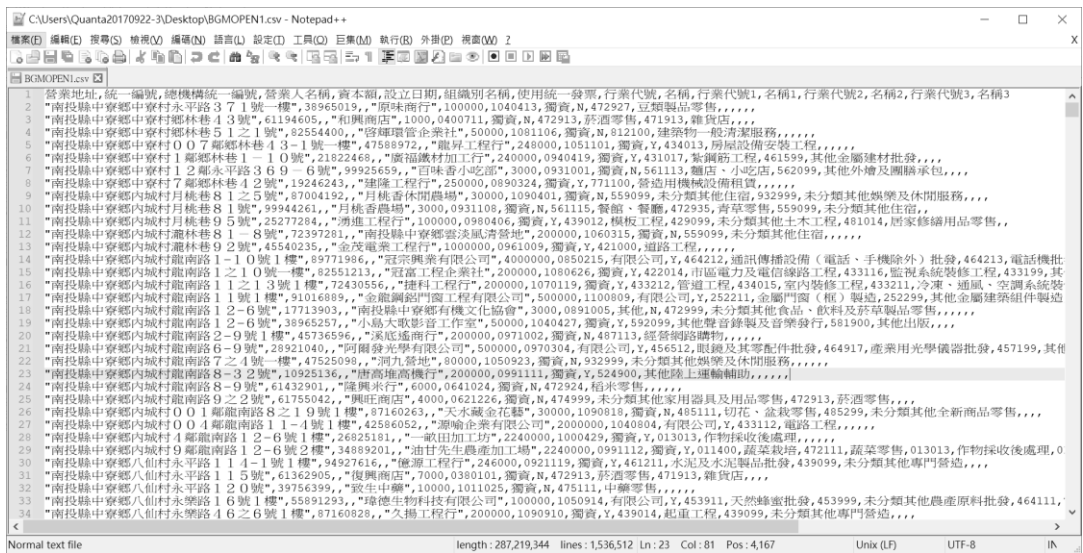 C:\Users\Quanta20170922-3\Desktop\BGMOPEN1.csv - Notepad++
檔案(F) 編輯(E) 搜尋(S) 檢視(V) 編碼(N) 語言(L) 設定(T) 工具(O) 巨集(M) 執行(R) 外掛(P) 視窗(W) ? X
BGMOPEN1.csv
1 營業地址,統一編號,總機構統一編號,營業人名稱,資本額,設立日期,組織別名稱,使用統一發票,行業代號,名稱,行業代號1,名稱1,行業代號2,名稱2,行業代號3,名稱3
2 "南投縣中寮鄉中寮村永平路３７１號一樓",38965019,,"原味商行",100000,1040413,獨資,N,472927,豆類製品零售,,,,,,
3 "南投縣中寮鄉中寮村鄉林巷４３號",61194605,,"和興商店",1000,0400711,獨資,N,472913,菸酒零售,471913,雜貨店,,,,
4 "南投縣中寮鄉中寮村鄉林巷５１之１號",82554400,,"啓輝環管企業社",50000,1081106,獨資,N,812100,建築物一般清潔服務,,,,,,
5 "南投縣中寮鄉中寮村００７鄰鄉林巷４３-１號一樓",47588972,,"龍昇工程行",248000,1051101,獨資,Y,434013,房屋設備安裝工程,,,,,,
6 "南投縣中寮鄉中寮村１鄰鄉林巷１－１０號",21822468,,"廣福鐵材加工行",240000,0940419,獨資,Y,431017,紮鋼筋工程,461599,其他金屬建材批發,,,,
7 "南投縣中寮鄉中寮村１２鄰永平路３６９－６號",99925659,,"百味香小吃部",3000,0931001,獨資,N,561113,麵店、小吃店,562099,其他外燴及團膳承包,,,,
8 "南投縣中寮鄉中寮村７鄰鄉林巷４２號",19246243,,"建隆工程行",250000,0890324,獨資,Y,771100,營造用機械設備租賃,,,,,,
9 "南投縣中寮鄉内城村月桃巷８１之５號",87004192,,"月桃香休閒農場",30000,1090401,獨資,N,559099,未分類其他住宿,932999,未分類其他娛樂及休閒服務,,,,
10 "南投縣中寮鄉内城村月桃巷８１號",99944261,,"月桃香農場",3000,0931108,獨資,N,561115,餐館、餐廳,472935,青草零售,559099,未分類其他住宿,,
11 "南投縣中寮鄉内城村月桃巷９５號",25277284,,"湧進工程行",100000,0980406,獨資,Y,439012,模板工程,429099,未分類其他土木工程,481014,居家修繕用品零售,,
12 "南投縣中寮鄉内城村瀧林巷８１－８號",72397281,,"南投縣中寮鄉雲淡風清營地",200000,1060315,獨資,N,559099,未分類其他住宿,,,,,,
13 "南投縣中寮鄉内城村瀧林巷９２號",45540235,,"金茂電業工程行",1000000,0961009,獨資,Y,421000,道路工程,,,,,,
14 "南投縣中寮鄉内城村龍南路１-１０號１樓",89771986,,"冠宗興業有限公司",4000000,0850215,有限公司,Y,464212,通訊傳播設備（電話、手機除外）批發,464213,電話機批
15 "南投縣中寮鄉内城村龍南路１之１０號一樓",82551213,,"冠富工程企業社",200000,1080626,獨資,Y,422014,市區電力及電信線路工程,433116,監視系統裝修工程,433199,其
16 "南投縣中寮鄉内城村龍南路１１之１３號１樓",72430556,,"捷科工程行",200000,1070119,獨資,Y,433212,管道工程,434015,室內裝修工程,433211,冷凍、通風、空調系統裝
17 "南投縣中寮鄉内城村龍南路１１號１樓",91016889,,"金龍鋼鋁門窗工程有限公司",500000,1100809,有限公司,Y,252211,金屬門窗（框）製造,252299,其他金屬建築組件製造
18 "南投縣中寮鄉内城村龍南路１２-６號",17713903,,"南投縣中寮鄉有機文化協會",3000,0891005,其他,N,472999,未分類其他食品、飲料及菸草製品零售,,,,,,
19 "南投縣中寮鄉内城村龍南路１２-６號",38965257,,"小島大歌影音工作室",50000,1040427,獨資,Y,592099,其他聲音錄製及音樂發行,581900,其他出版,,,,
20 "南投縣中寮鄉内城村龍南路２-９號１樓",45736596,,"溪底遙商行",200000,0971002,獨資,N,487113,經營網路購物,,,,,,
21 "南投縣中寮鄉内城村龍南路６-９號",28921040,,"阿爾發光學有限公司",500000,0970304,有限公司,Y,456512,眼鏡及其零配件批發,464917,產業用光學儀器批發,457199,其他
22 "南投縣中寮鄉内城村龍南路７之４號一樓",47525098,,"洞九營地",80000,1050923,獨資,N,932999,未分類其他娛樂及休閒服務,,,,,,
23 "南投縣中寮鄉内城村龍南路８-３２號",10925136,,"唐高堆高機行",200000,0991111,獨資,Y,524900,其他陸上運輸輔助,,,,,,
24 "南投縣中寮鄉内城村龍南路８-９號",61432901,,"隆興米行",6000,0641024,獨資,N,472924,稻米零售,,,,,,
25 "南投縣中寮鄉内城村龍南路９之２號",61755042,,"興旺商店",4000,0621226,獨資,N,474999,未分類其他家用器具及用品零售,472913,菸酒零售,,,,
26 "南投縣中寮鄉内城村００１鄰龍南路８之１９號１樓",87160263,,"天水藏金花藝",30000,1090818,獨資,N,485111,切花、盆栽零售,485299,未分類其他全新商品零售,,,,
27 "南投縣中寮鄉内城村００４鄰龍南路１１-４號１樓",42586052,,"源喻企業有限公司",2000000,1040804,有限公司,Y,433112,電路工程,,,,,,
28 "南投縣中寮鄉内城村４鄰龍南路１２-６號１樓",26825181,,"一畝田加工坊",2240000,1000429,獨資,Y,013013,作物採收後處理,,,,,,
29 "南投縣中寮鄉内城村９鄰龍南路１２-６號２樓",34889201,,"油甘先生農產加工場",2240000,0991112,獨資,Y,011400,蔬菜栽培,472111,蔬菜零售,013013,作物採收後處理,0
30 "南投縣中寮鄉八仙村永平路１１４-１號１樓",94927616,,"億源工程行",246000,0921119,獨資,Y,461211,水泥及水泥製品批發,439099,未分類其他專門營造,,,,
31 "南投縣中寮鄉八仙村永平路１１５號",61362905,,"復興商店",7000,0380101,獨資,N,472913,菸酒零售,471913,雜貨店,,,,
32 "南投縣中寮鄉八仙村永平路１２０號",39756399,,"致生中藥",10000,1011025,獨資,N,475111,中藥零售,,,,,,
33 "南投縣中寮鄉八仙村永樂路１６號１樓",55891293,,"瑋德生物科技有限公司",100000,1050914,有限公司,Y,453911,天然蜂蜜批發,453999,未分類其他農產原料批發,464111,
34 "南投縣中寮鄉八仙村永樂路４６之６號１樓",87160828,,"久揚工程行",200000,1090910,獨資,Y,439014,起重工程,439099,未分類其他專門營造,,,,
Normal text file length : 287,219,344 lines : 1,536,512 Ln : 23 Col : 81 Pos : 4,167 Unix (LF) UTF-8